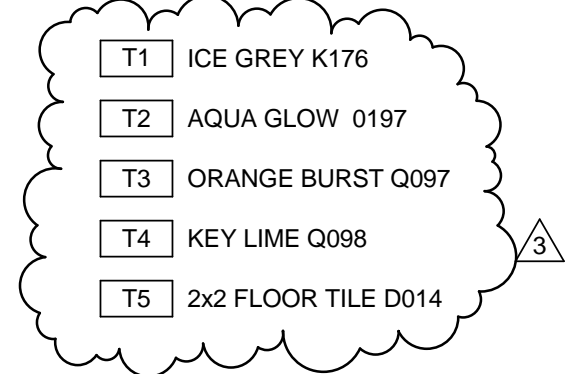 T1 ICE GREY K176
T2 AQUA GLOW 0197
T3 ORANGE BURST Q097
T4 KEY LIME Q098
3
T5 2x2 FLOOR TILE D014